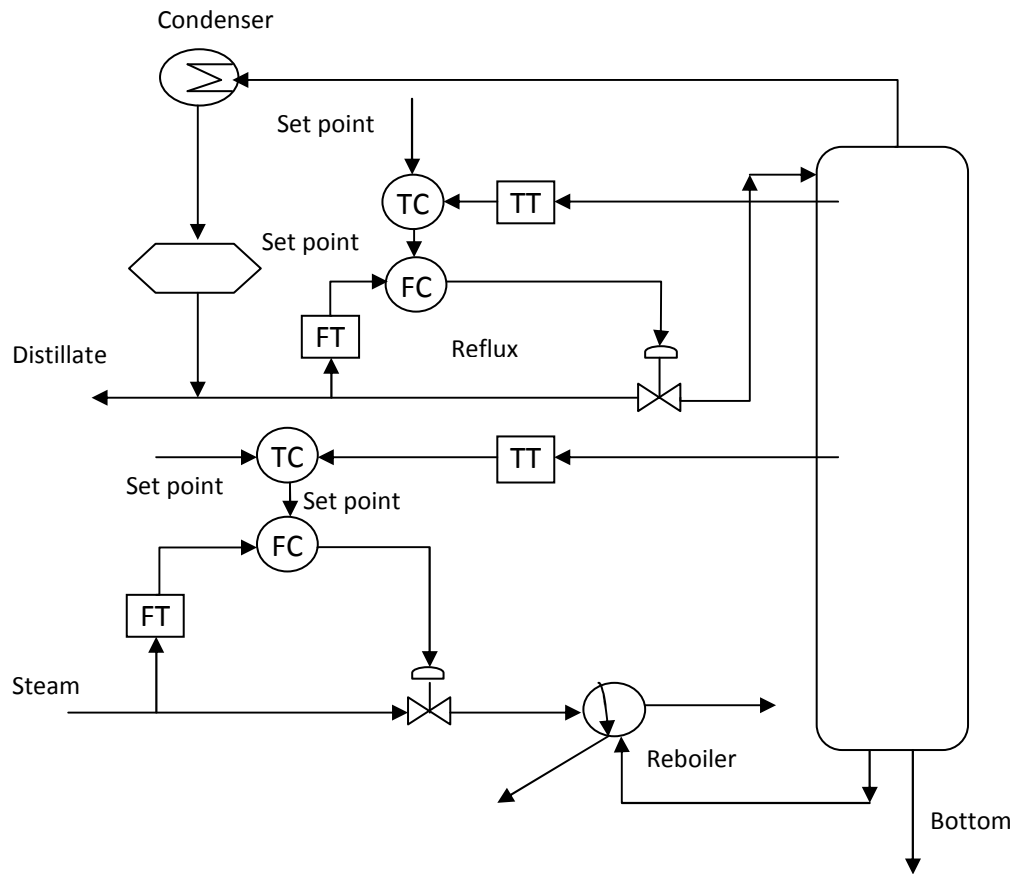 Condenser
Set point
TC
TT
Set point
FC
FT
Reflux
Distillate
TC
TT
Set point
Set point
FC
FT
Steam
Reboiler
Bottom